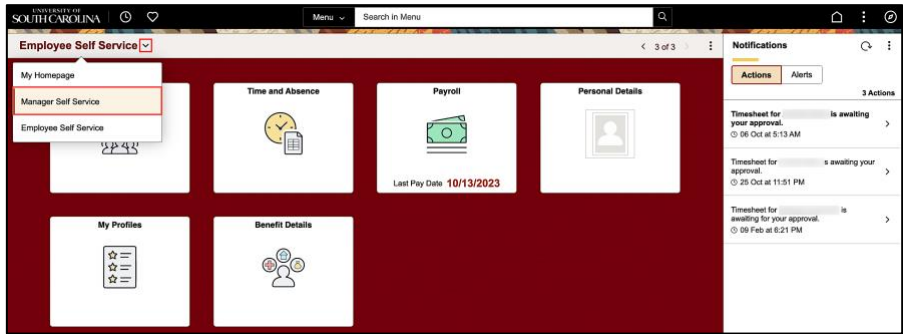 UNIVERSITY OF
SOUTH CAROLINA
Menu
Search in Menu
Employee Self Service
3 of 3
My Homepage
Manager Self Service
Employee Self Service
Time and Absence
Payroll
Last Pay Date 10/13/2023
Personal Details
My Profiles
Benefit Details
Notifications
Actions
Alerts
3 Actions
Timesheet for is awaiting
your approval.
06 Oct at 5:13 AM
Timesheet for s awaiting your
approval.
25 Oct at 11:51 PM
Timesheet for is
awaiting for your approval.
09 Feb at 6:21 PM